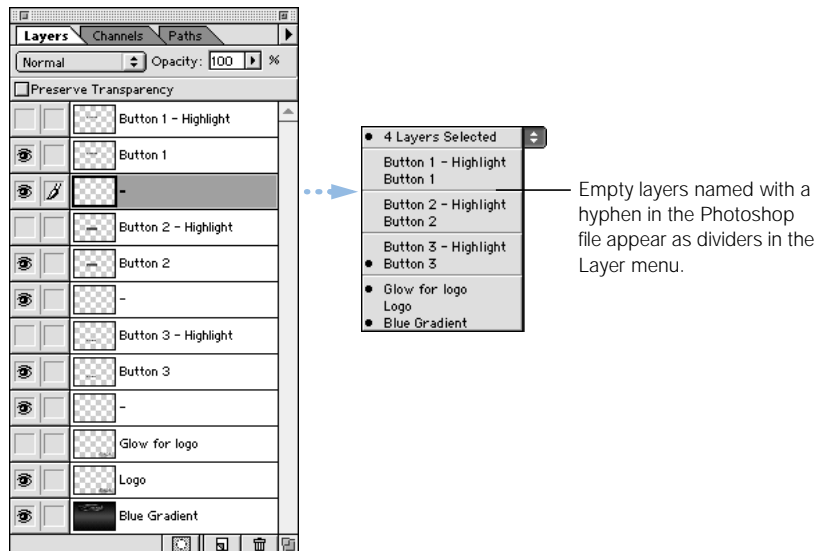 Layers Channels Paths
Normal Opacity: 100 %
Preserve Transparency
Button 1 - Highlight
Button 1
-
Button 2 - Highlight
Button 2
-
Button 3 - Highlight
Button 3
-
Glow for logo
Logo
Blue Gradient
4 Layers Selected
Button 1 - Highlight
Button 1
Button 2 - Highlight
Button 2
Button 3 - Highlight
Button 3
Glow for logo
Logo
Blue Gradient
Empty layers named with a
hyphen in the Photoshop
file appear as dividers in the
Layer menu.